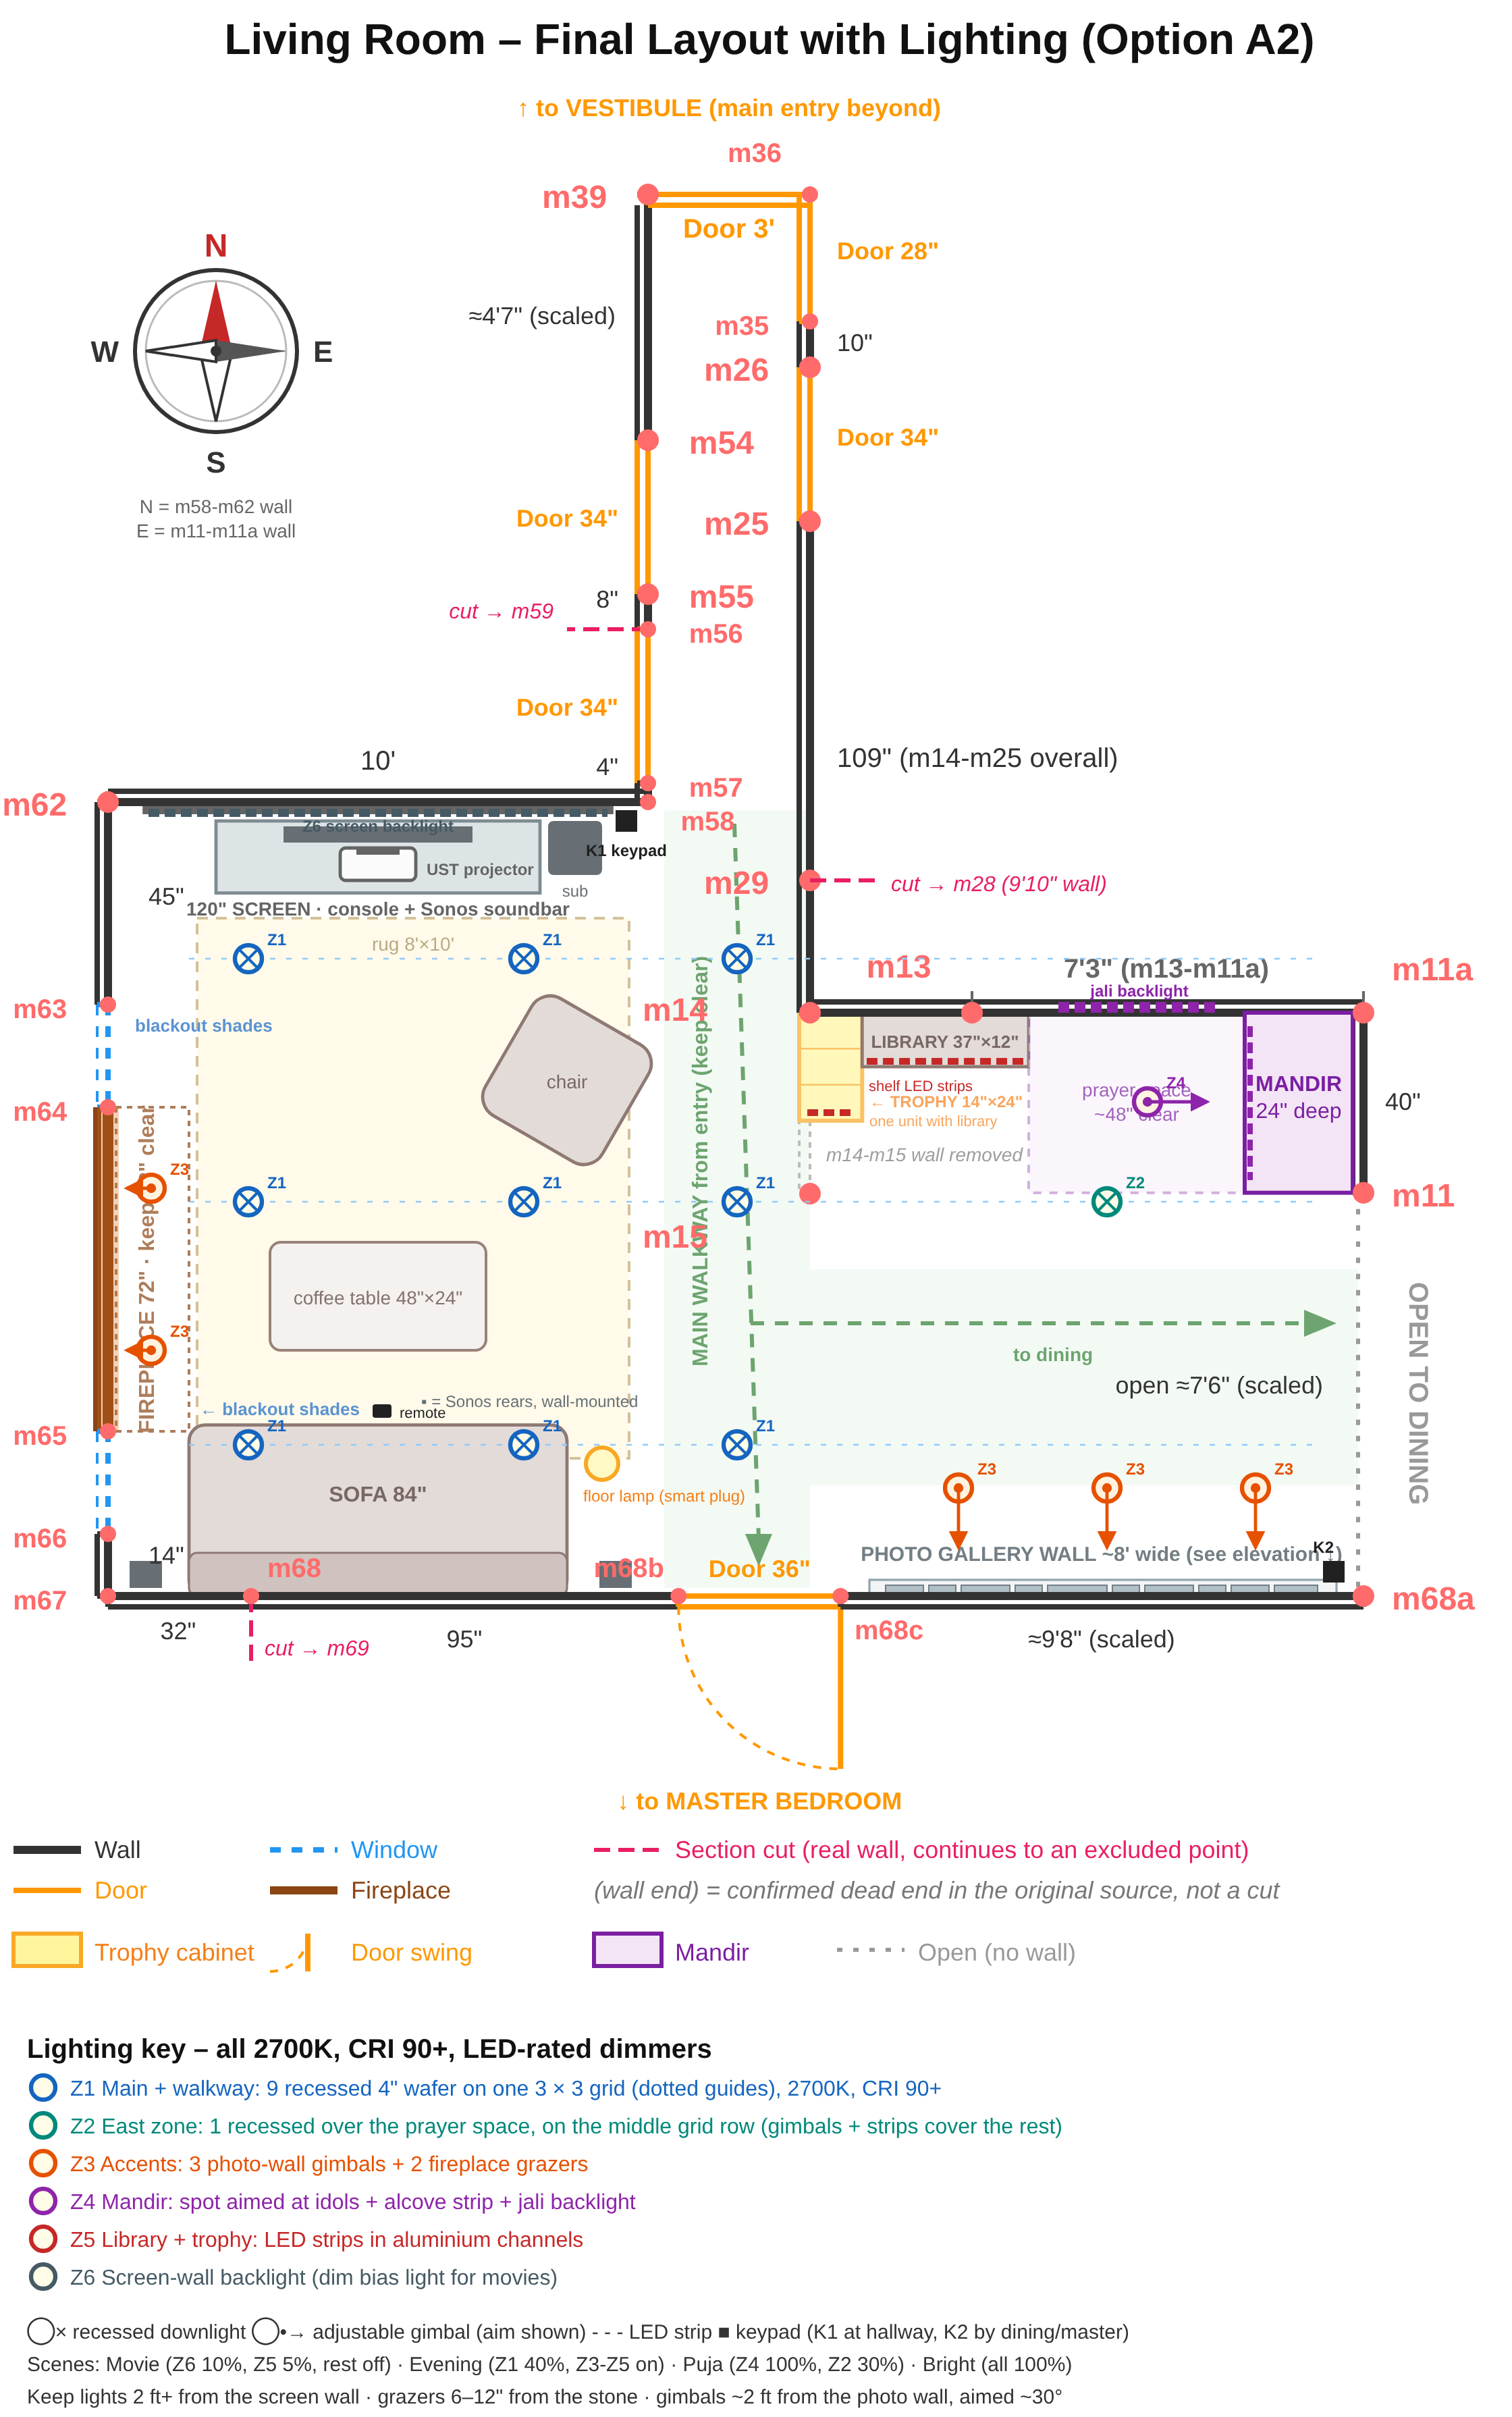 Living Room – Final Layout with Lighting (Option A2)
↑ to VESTIBULE (main entry beyond)
m36
m39
Door 3'
Door 28"
N
W
E
S
N = m58-m62 wall
E = m11-m11a wall
≈4'7" (scaled)
m35
10"
m26
m54
Door 34"
Door 34"
m25
m55
8"
cut → m59
m56
Door 34"
10'
4"
109" (m14-m25 overall)
m57
m62
m58
Z6 screen backlight
K1 keypad
UST projector
sub
45"
120" SCREEN · console + Sonos soundbar
m29
cut → m28 (9'10" wall)
rug 8'×10'
Z1
Z1
Z1
m13
7'3" (m13-m11a)
m11a
jali backlight
m63
blackout shades
m14
MAIN WALKWAY from entry (keep clear)
LIBRARY 37"×12"
shelf LED strips
← TROPHY 14"×24"
one unit with library
m14-m15 wall removed
prayer space
~48" clear
Z4
MANDIR
24" deep
40"
chair
m64
FIREPLACE 72" · keep clear
Z3
Z1
Z1
Z1
Z2
m11
m15
coffee table 48"×24"
Z3
to dining
open ≈7'6" (scaled)
OPEN TO DINING
← blackout shades
remote
▪ = Sonos rears, wall-mounted
m65
Z1
Z1
Z1
SOFA 84"
floor lamp (smart plug)
Z3
Z3
Z3
m66
14"
m68
m68b
Door 36"
PHOTO GALLERY WALL ~8' wide (see elevation ↓)
K2
m67
m68a
32"
cut → m69
95"
m68c
≈9'8" (scaled)
↓ to MASTER BEDROOM
Wall
Window
Section cut (real wall, continues to an excluded point)
Door
Fireplace
(wall end) = confirmed dead end in the original source, not a cut
Trophy cabinet
Door swing
Mandir
Open (no wall)
Lighting key – all 2700K, CRI 90+, LED-rated dimmers
Z1 Main + walkway: 9 recessed 4" wafer on one 3 × 3 grid (dotted guides), 2700K, CRI 90+
Z2 East zone: 1 recessed over the prayer space, on the middle grid row (gimbals + strips cover the rest)
Z3 Accents: 3 photo-wall gimbals + 2 fireplace grazers
Z4 Mandir: spot aimed at idols + alcove strip + jali backlight
Z5 Library + trophy: LED strips in aluminium channels
Z6 Screen-wall backlight (dim bias light for movies)
◯× recessed downlight ◯•→ adjustable gimbal (aim shown) - - - LED strip ■ keypad (K1 at hallway, K2 by dining/master)
Scenes: Movie (Z6 10%, Z5 5%, rest off) · Evening (Z1 40%, Z3-Z5 on) · Puja (Z4 100%, Z2 30%) · Bright (all 100%)
Keep lights 2 ft+ from the screen wall · grazers 6–12" from the stone · gimbals ~2 ft from the photo wall, aimed ~30°